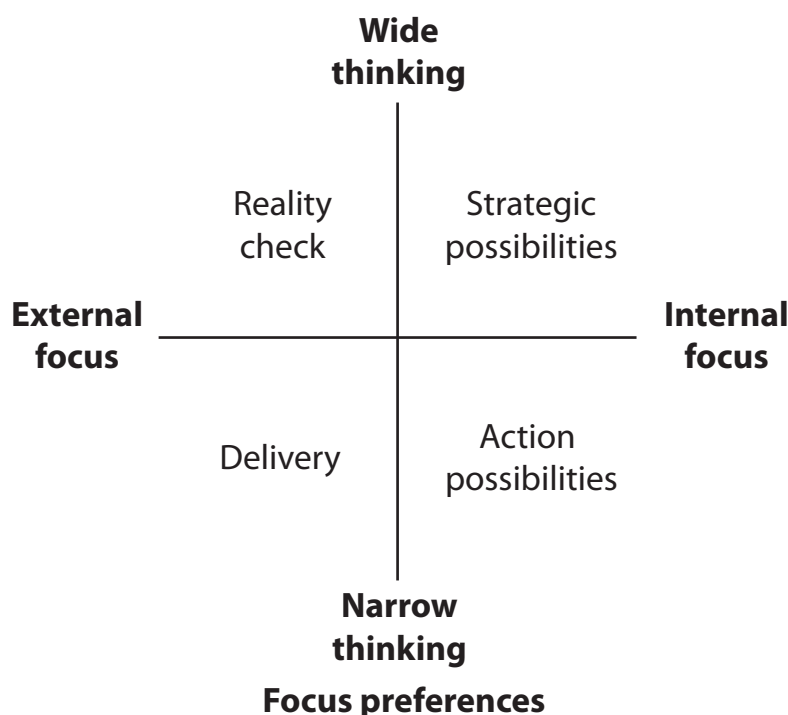 Wide
thinking
Reality
check
Strategic
possibilities
External
focus
Internal
focus
Delivery
Action
possibilities
Narrow
thinking
Focus preferences